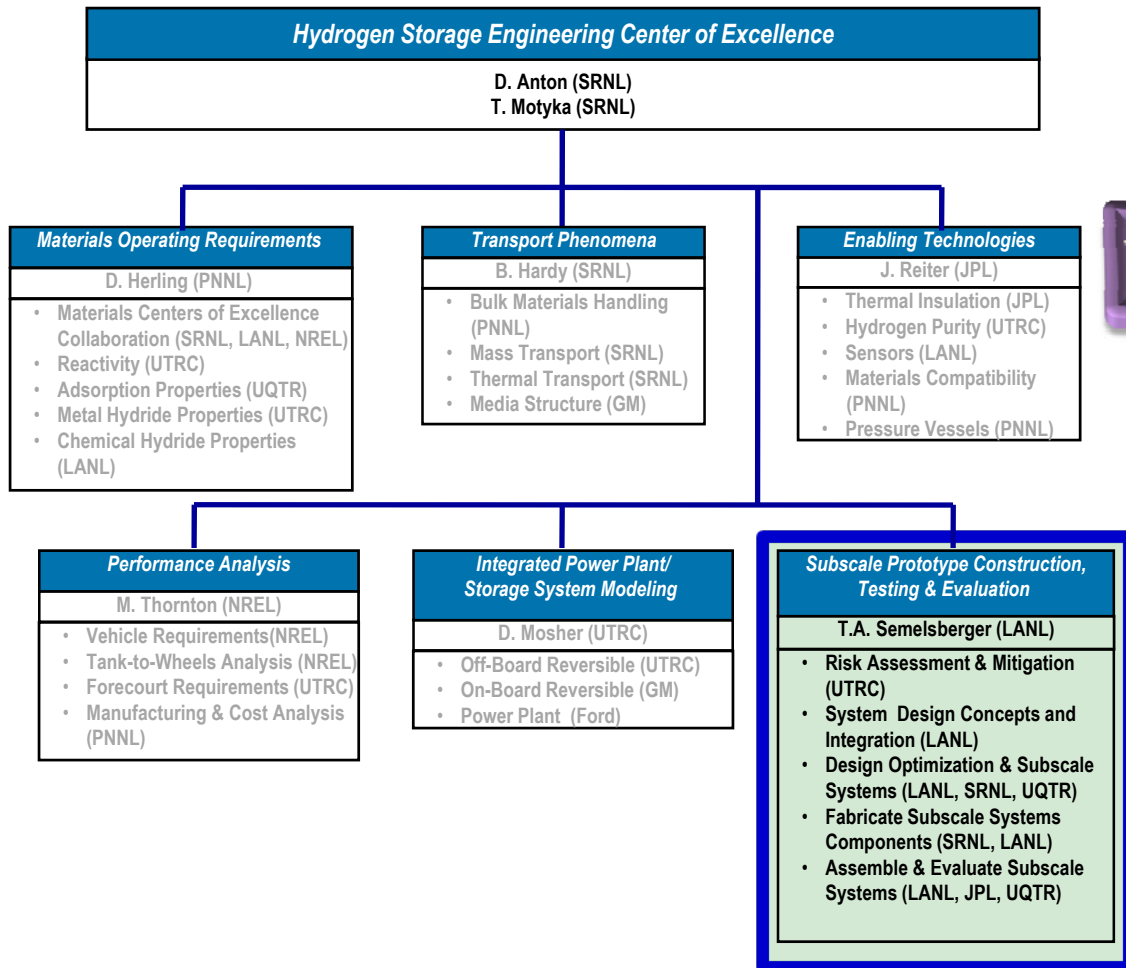 Hydrogen Storage Engineering Center of Excellence
D. Anton (SRNL)
T. Motyka (SRNL)
Materials Operating Requirements
D. Herling (PNNL)
• Materials Centers of Excellence
Collaboration (SRNL, LANL, NREL)
• Reactivity (UTRC)
• Adsorption Properties (UQTR)
• Metal Hydride Properties (UTRC)
• Chemical Hydride Properties
(LANL)
Transport Phenomena
B. Hardy (SRNL)
• Bulk Materials Handling
(PNNL)
• Mass Transport (SRNL)
• Thermal Transport (SRNL)
• Media Structure (GM)
Enabling Technologies
J. Reiter (JPL)
• Thermal Insulation (JPL)
• Hydrogen Purity (UTRC)
• Sensors (LANL)
• Materials Compatibility
(PNNL)
• Pressure Vessels (PNNL)
Performance Analysis
M. Thornton (NREL)
• Vehicle Requirements(NREL)
• Tank-to-Wheels Analysis (NREL)
• Forecourt Requirements (UTRC)
• Manufacturing & Cost Analysis
(PNNL)
Integrated Power Plant/
Storage System Modeling
D. Mosher (UTRC)
• Off-Board Reversible (UTRC)
• On-Board Reversible (GM)
• Power Plant (Ford)
Subscale Prototype Construction,
Testing & Evaluation
T.A. Semelsberger (LANL)
• Risk Assessment & Mitigation
(UTRC)
• System Design Concepts and
Integration (LANL)
• Design Optimization & Subscale
Systems (LANL, SRNL, UQTR)
• Fabricate Subscale Systems
Components (SRNL, LANL)
• Assemble & Evaluate Subscale
Systems (LANL, JPL, UQTR)